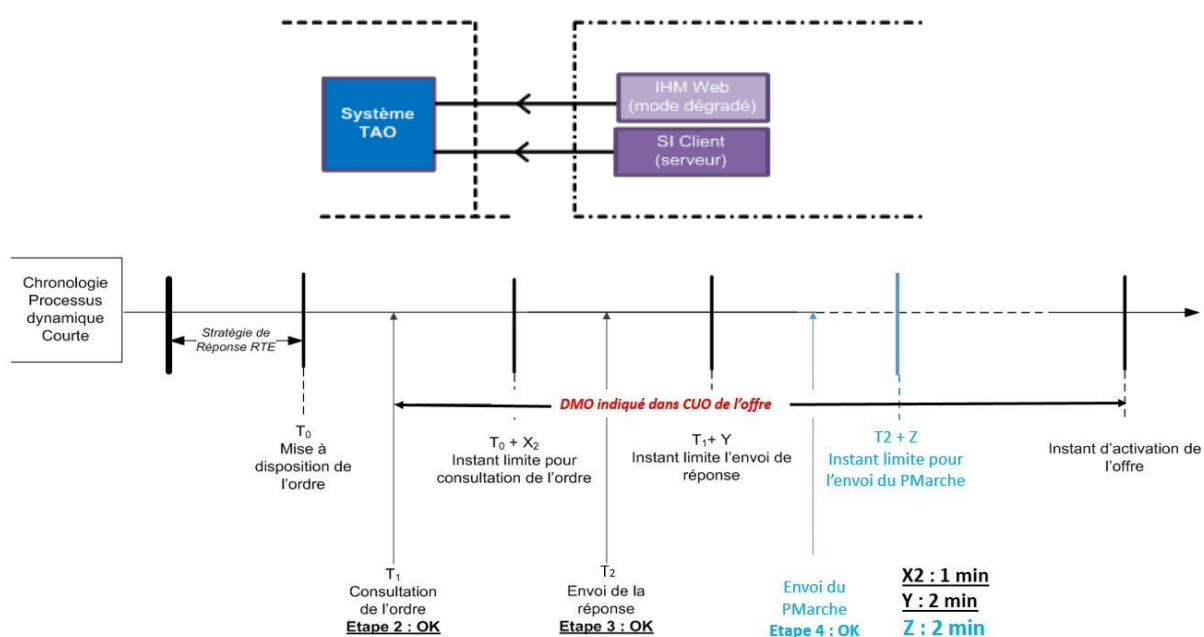 Système
TAO
IHM Web
(mode dégradé)
SI Client
(serveur)
Chronologie
Processus
dynamique
Courte
Stratégie de
Réponse RTE
DMO indiqué dans CUO de l'offre
T0
Mise à
disposition de
l'ordre
T0 + X2
Instant limite pour
consultation de l'ordre
T1+ Y
Instant limite l'envoi de
réponse
T2 + Z
Instant limite pour
l'envoi du PMarche
Instant d'activation de
l'offre
T1
Consultation
de l'ordre
Etape 2 : OK
T2
Envoi de la
réponse
Etape 3 : OK
Envoi du
PMarche
Etape 4 : OK
X2 : 1 min
Y : 2 min
Z : 2 min